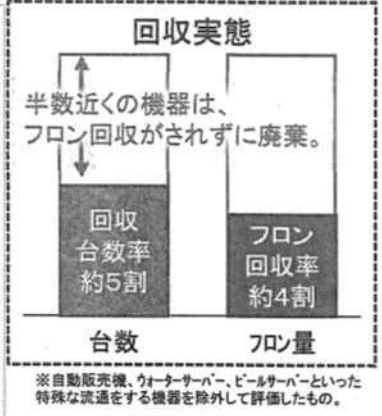 回収実態
半数近くの機器は、
フロン回収がされずに廃棄。
回収
台数率
約5割
フロン
回収率
約4割
台数
フロン量
※自動販売機、ウォーターサーバー、ビールサーバーといった
特殊な流通をする機器を除外して評価したもの。